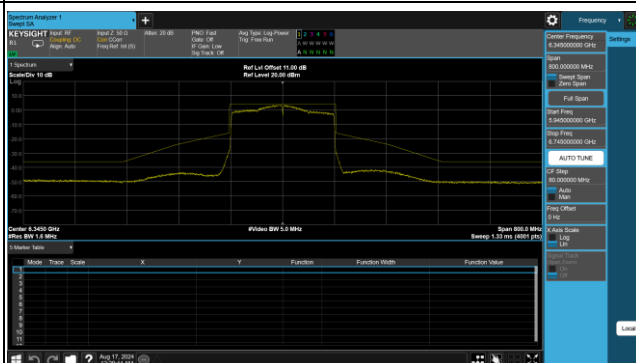 Spectrum Analyzer 1
Swept SA
+
Frequency
KEYSIGHT
Input: RF
Coupling: DC
Align: Auto
Input Z: 50 Ω
Corr CCorr
Freq Ref: Int (S)
Atten: 20 dB
PNO: Fast
Gate: Off
IF Gain: Low
Sig Track: Off
Avg Type: Log-Power
Trig: Free Run
1 2 3 4 5 6
A W W W W W
A N N N N N
Center Frequency
6.345000000 GHz
Settings
Span
800.000000 MHz
Swept Span
Zero Span
Full Span
Start Freq
5.945000000 GHz
Stop Freq
6.745000000 GHz
AUTO TUNE
CF Step
80.000000 MHz
Auto
Man
Freq Offset
0 Hz
X Axis Scale
Log
Lin
Signal Track
On
Off
Local
1 Spectrum
Scale/Div 10 dB
Log
Ref Lvl Offset 11.00 dB
Ref Level 20.00 dBm
Center 6.3450 GHz
#Res BW 1.6 MHz
#Video BW 5.0 MHz
Span 800.0 MHz
Sweep 1.33 ms (4001 pts)
5 Marker Table
Mode Trace Scale X Y Function Function Width Function Value
1
2
3
4
5
6
7
8
9
10
11
?
Aug 17, 2024